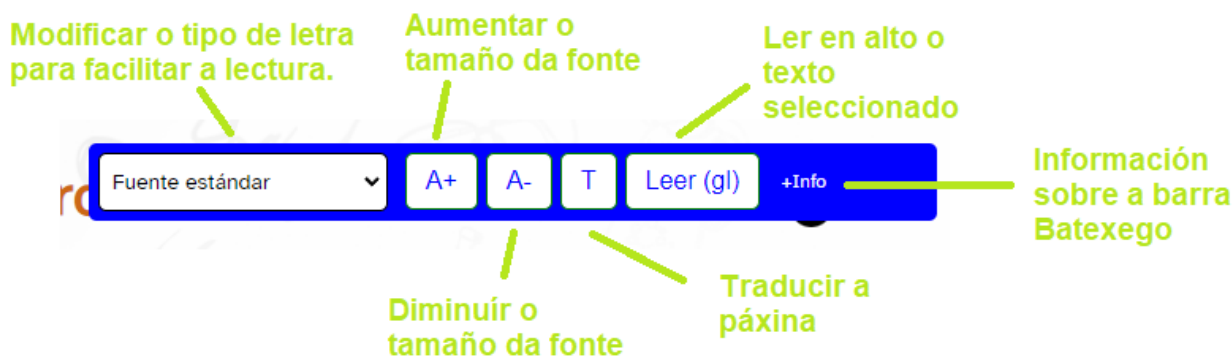 Modificar o tipo de letra
para facilitar a lectura.
Aumentar o
tamaño da fonte
Ler en alto o
texto
seleccionado
Fuente estándar
A+
A-
T
Leer (gl)
+Info
Información
sobre a barra
Batexego
Diminuír o
tamaño da fonte
Traducir a
páxina